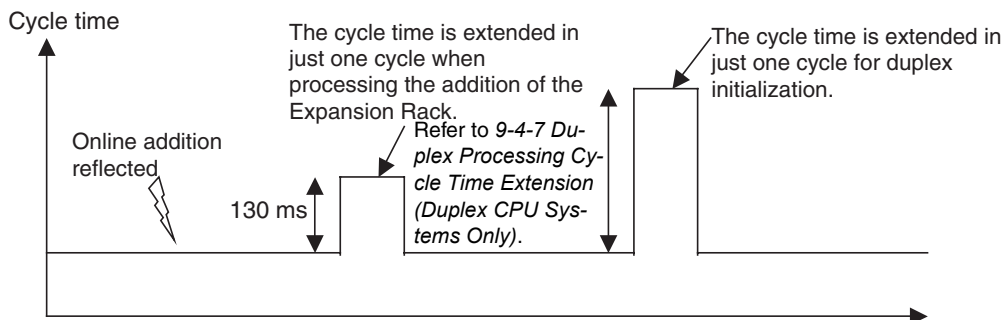 Cycle time
The cycle time is extended in
just one cycle when
processing the addition of the
Expansion Rack.
The cycle time is extended in
just one cycle for duplex
initialization.
Online addition
reflected
Refer to 9-4-7 Du-
plex Processing Cy-
cle Time Extension
(Duplex CPU Sys-
tems Only).
130 ms